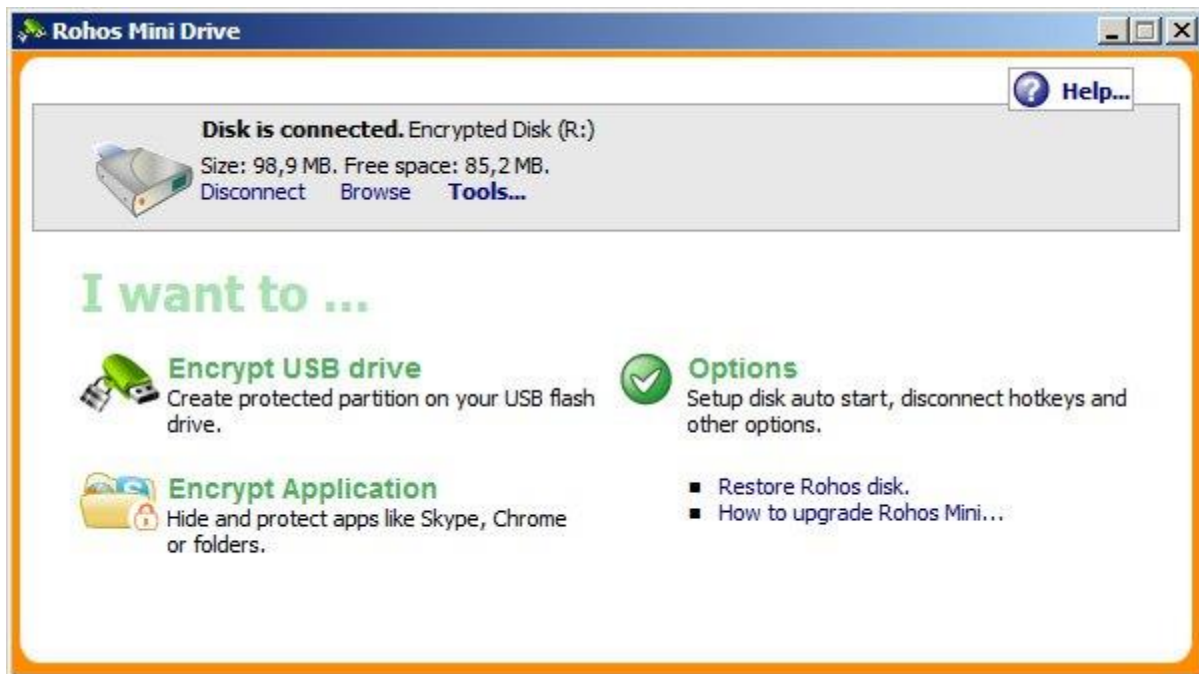 Rohos Mini Drive
Help...
Disk is connected. Encrypted Disk (R:)
Size: 98,9 MB. Free space: 85,2 MB.
Disconnect Browse Tools...
I want to ...
Encrypt USB drive
Create protected partition on your USB flash
drive.
Options
Setup disk auto start, disconnect hotkeys and
other options.
Encrypt Application
Hide and protect apps like Skype, Chrome
or folders.
Restore Rohos disk.
How to upgrade Rohos Mini...